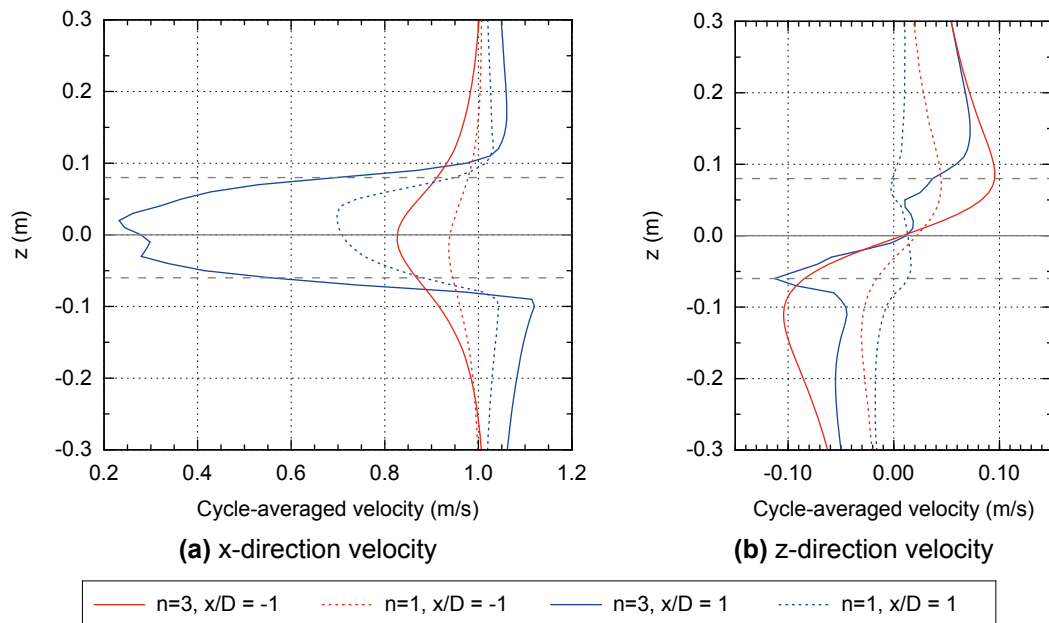 0.3
0.2
0.1
0.0
-0.1
-0.2
-0.3
z (m)
0.2 0.4 0.6 0.8 1.0 1.2
Cycle-averaged velocity (m/s)
(a) x-direction velocity
0.3
0.2
0.1
0.0
-0.1
-0.2
-0.3
z (m)
-0.10 0.00 0.10
Cycle-averaged velocity (m/s)
(b) z-direction velocity
n=3, x/D = -1 n=1, x/D = -1 n=3, x/D = 1 n=1, x/D = 1